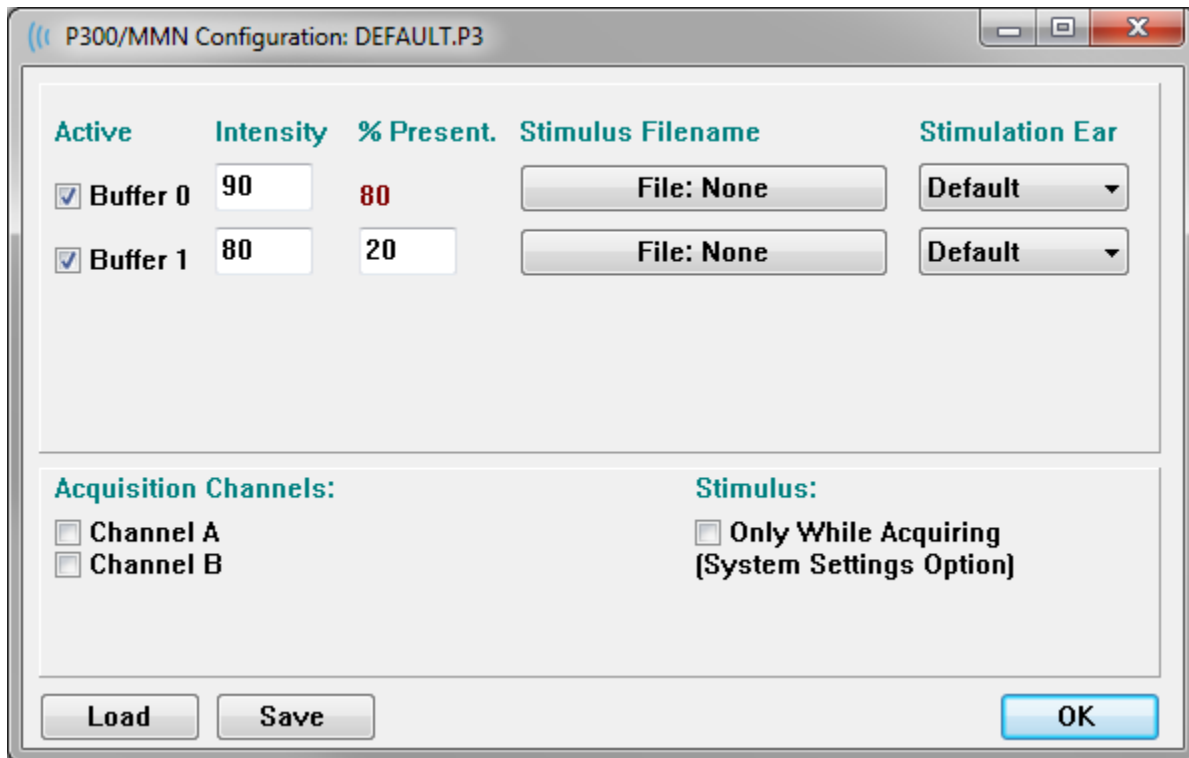 P300/MMN Configuration: DEFAULT.P3
Active Intensity % Present. Stimulus Filename Stimulation Ear
Buffer 0 90 80 File: None Default
Buffer 1 80 20 File: None Default
Acquisition Channels: Stimulus:
Channel A Only While Acquiring
Channel B (System Settings Option)
Load Save OK